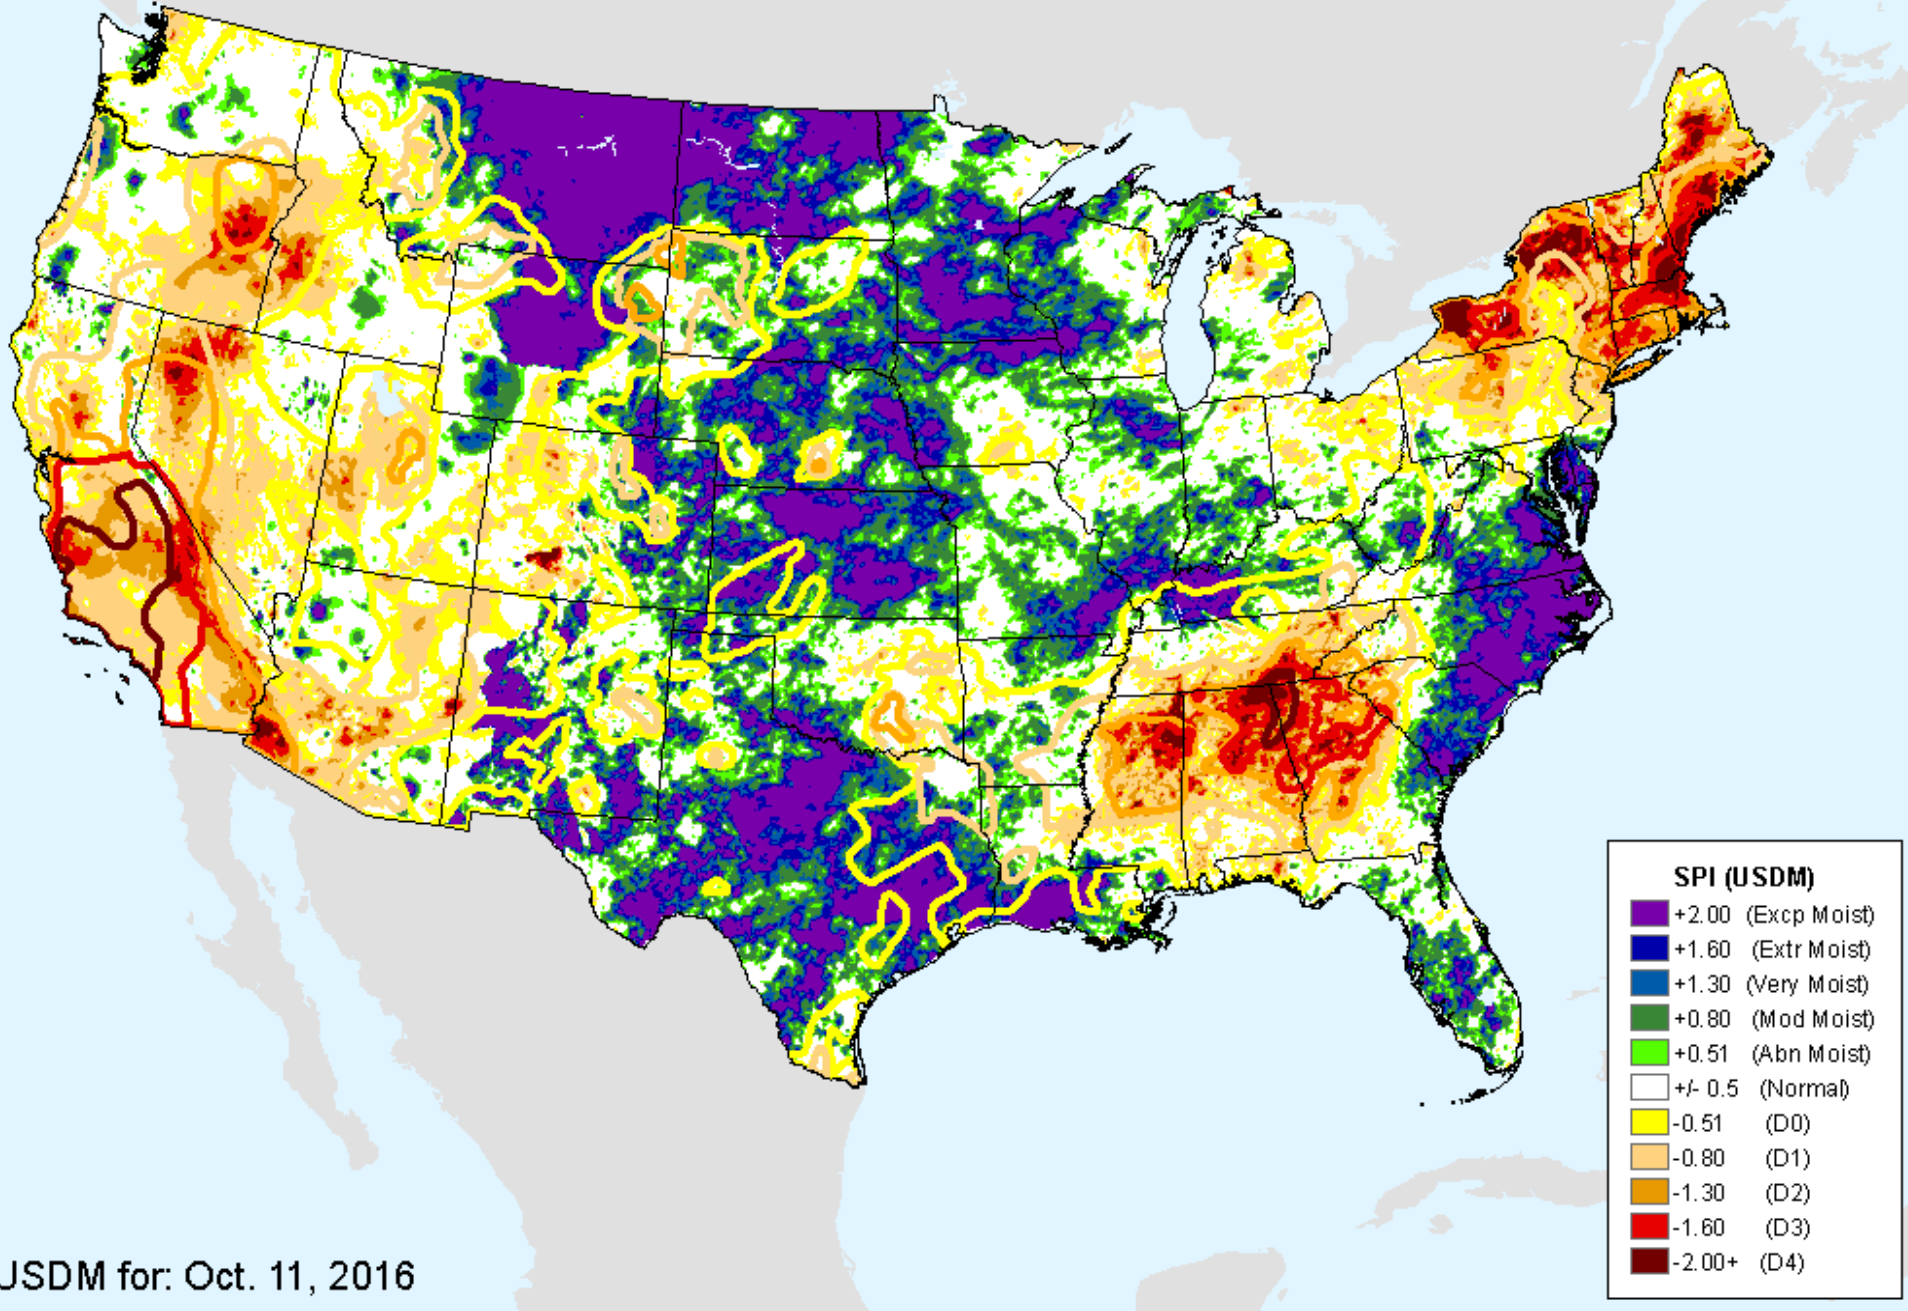 SPI (USDM)
+2.00 (Excp Moist)
+1.60 (Extr Moist)
+1.30 (Very Moist)
+0.80 (Mod Moist)
+0.51 (Abn Moist)
+/- 0.5 (Normal)
-0.51 (D0)
-0.80 (D1)
-1.30 (D2)
-1.60 (D3)
-2.00+ (D4)
USDM for: Oct. 11, 2016